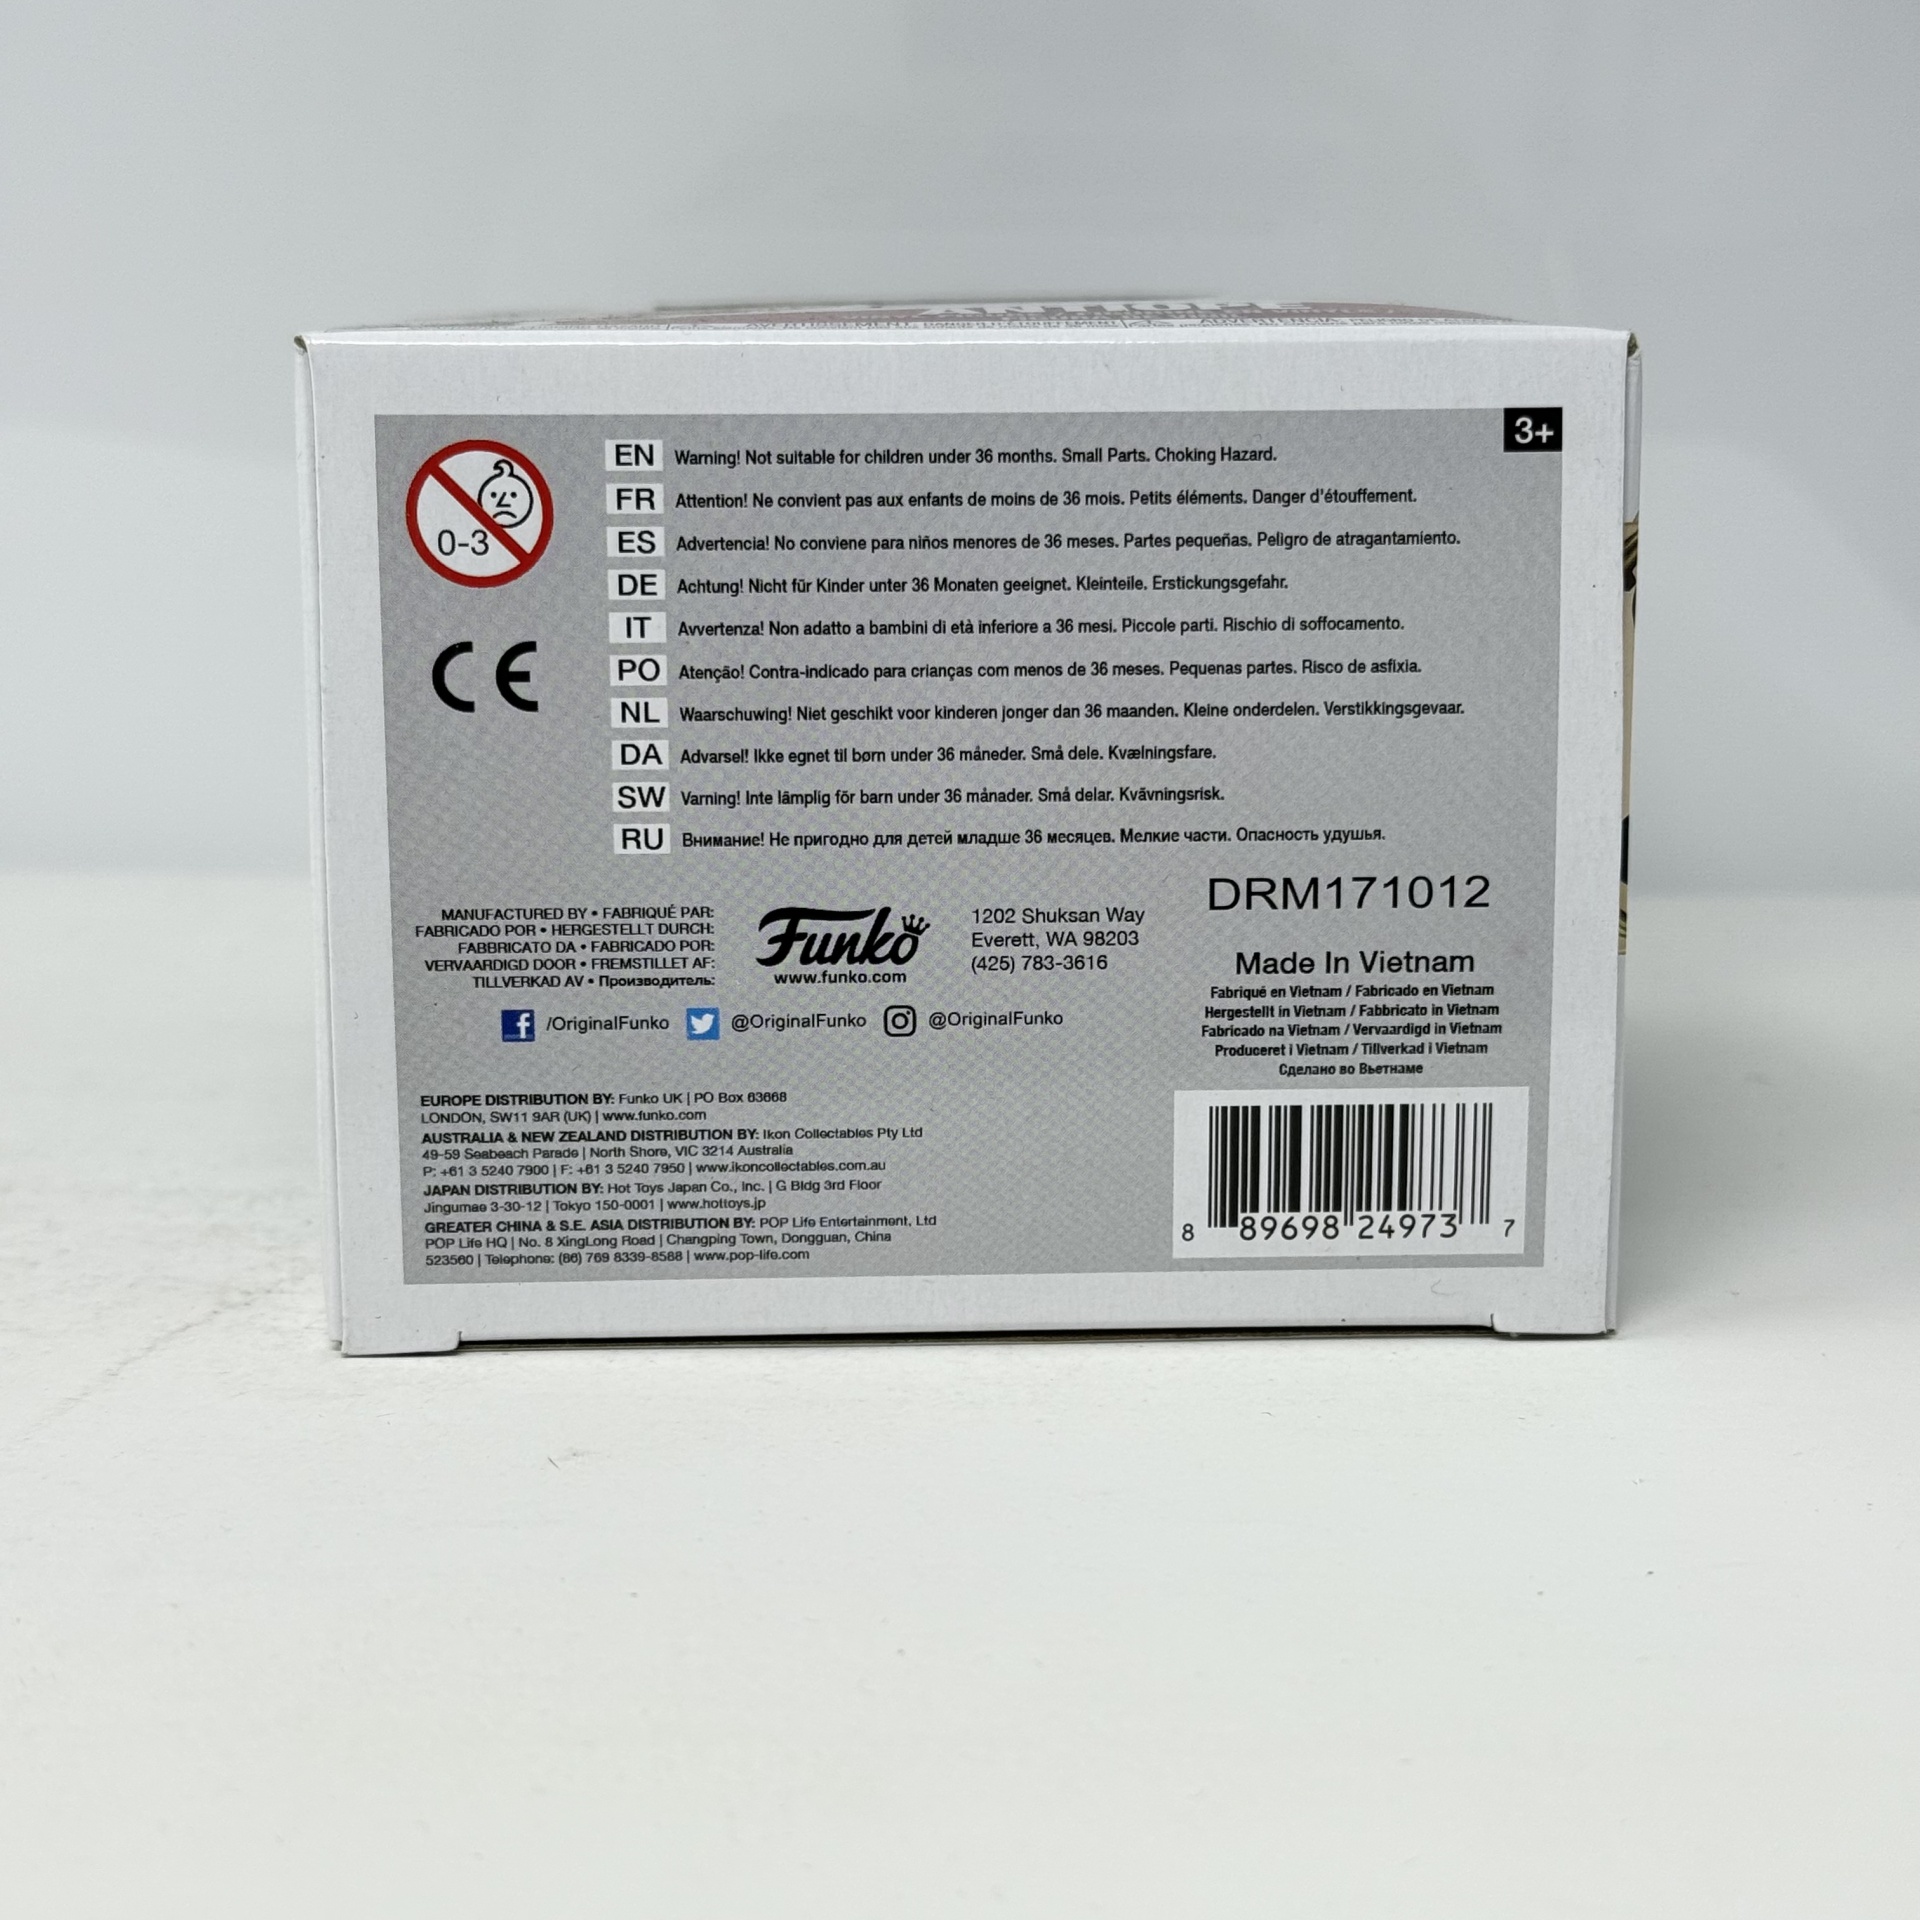 ANTIOPE
3+
0-3
EN Warning! Not suitable for children under 36 months. Small Parts. Choking Hazard.
FR Attention! Ne convient pas aux enfants de moins de 36 mois. Petits éléments. Danger d'étouffement.
ES Advertencia! No conviene para niños menores de 36 meses. Partes pequeñas. Peligro de atragantamiento.
DE Achtung! Nicht für Kinder unter 36 Monaten geeignet. Kleinteile. Erstickungsgefahr.
IT Avvertenza! Non adatto a bambini di età inferiore a 36 mesi. Piccole parti. Rischio di soffocamento.
PO Atenção! Contra-indicado para crianças com menos de 36 meses. Pequenas partes. Risco de asfixia.
NL Waarschuwing! Niet geschikt voor kinderen jonger dan 36 maanden. Kleine onderdelen. Verstikkingsgevaar.
DA Advarsel! Ikke egnet til børn under 36 måneder. Små dele. Kvælningsfare.
SW Varning! Inte lämplig för barn under 36 månader. Små delar. Kvävningsrisk.
RU Внимание! Не пригодно для детей младше 36 месяцев. Мелкие части. Опасность удушья.
CE
MANUFACTURED BY • FABRIQUÉ PAR:
FABRICADO POR • HERGESTELLT DURCH:
FABBRICATO DA • FABRICADO POR:
VERVAARDIGD DOOR • FREMSTILLET AF:
TILLVERKAD AV • Производитель:
Funko
www.funko.com
1202 Shuksan Way
Everett, WA 98203
(425) 783-3616
/OriginalFunko @OriginalFunko @OriginalFunko
DRM171012
Made In Vietnam
Fabriqué en Vietnam / Fabricado en Vietnam
Hergestellt in Vietnam / Fabbricato in Vietnam
Fabricado na Vietnam / Vervaardigd in Vietnam
Produceret i Vietnam / Tillverkad i Vietnam
Сделано во Вьетнаме
EUROPE DISTRIBUTION BY: Funko UK | PO Box 63668
LONDON, SW11 9AR (UK) | www.funko.com
AUSTRALIA & NEW ZEALAND DISTRIBUTION BY: Ikon Collectables Pty Ltd
49-59 Seabeach Parade | North Shore, VIC 3214 Australia
P: +61 3 5240 7900 | F: +61 3 5240 7950 | www.ikoncollectables.com.au
JAPAN DISTRIBUTION BY: Hot Toys Japan Co., Inc. | G Bldg 3rd Floor
Jingumae 3-30-12 | Tokyo 150-0001 | www.hottoys.jp
GREATER CHINA & S.E. ASIA DISTRIBUTION BY: POP Life Entertainment, Ltd
POP Life HQ | No. 8 XingLong Road | Changping Town, Dongguan, China
523560 | Telephone: (86) 769 8339-8588 | www.pop-life.com
8 89698 24973 7